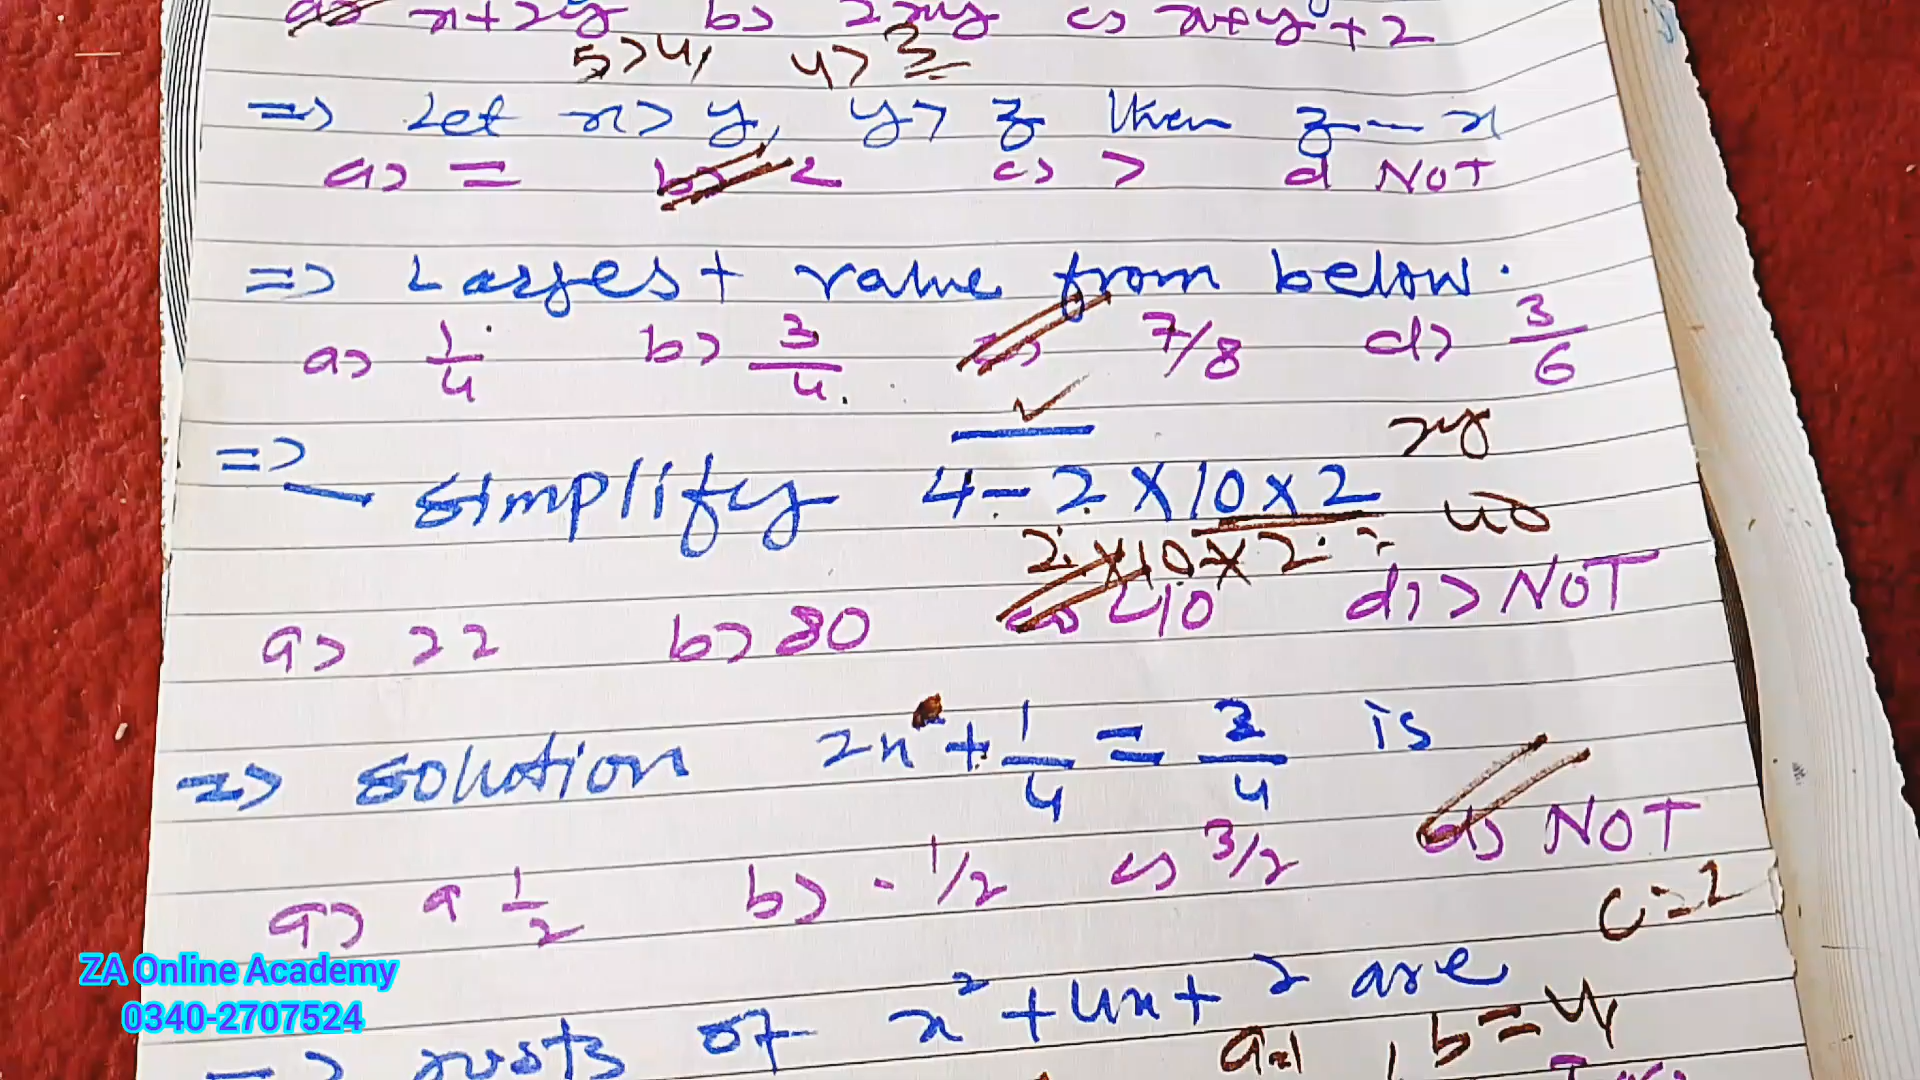 a) x+2y b) 2xy c) x+y+2
5>4, 4>3
=> Let x>y, y>z then z — x
a) = b) < c) > d NOT
=> Largest value from below.
a) 1/4 b) 3/4 c) 7/8 d) 3/6
=> simplify 4-2×10×2
2×10×2 = 40
a> 22 b> 80 c) 40 d) > NOT
=> solution 2x + 1/4 = 3/4 is
a> 1/2 b> -1/2 c) 3/2 d) NOT
c=2
=> roots of x²+4x+2 are
a=1, b=4
ZA Online Academy
0340-2707524